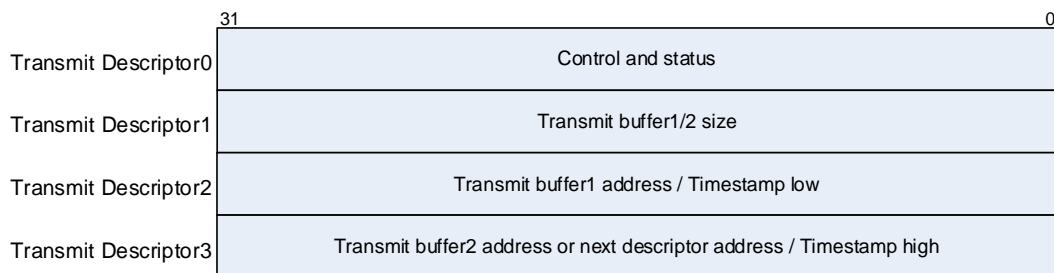 31 0
Transmit Descriptor0 Control and status
Transmit Descriptor1 Transmit buffer1/2 size
Transmit Descriptor2 Transmit buffer1 address / Timestamp low
Transmit Descriptor3 Transmit buffer2 address or next descriptor address / Timestamp high